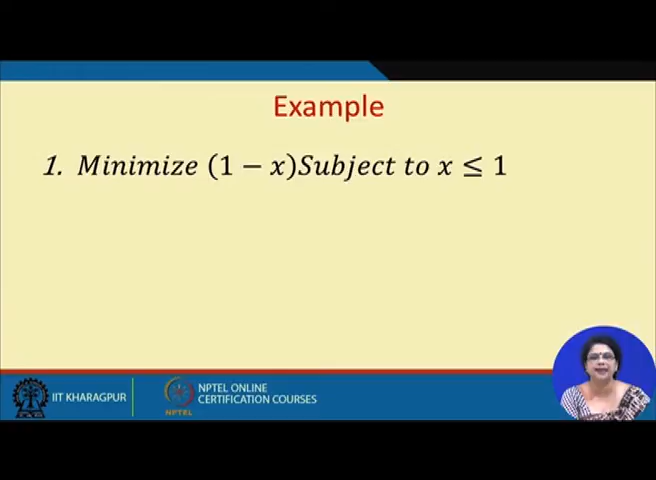 Example
1. Minimize (1 − x)Subject to x ≤ 1
IIT KHARAGPUR
NPTEL
NPTEL ONLINE
CERTIFICATION COURSES